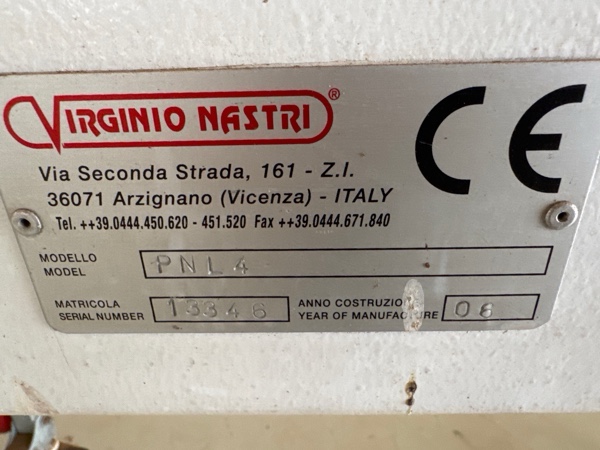 VIRGINIO NASTRI®
CE
Via Seconda Strada, 161 - Z.I.
36071 Arzignano (Vicenza) - ITALY
Tel. ++39.0444.450.620 - 451.520 Fax ++39.0444.671.840
MODELLO
MODEL
PNL4
MATRICOLA
SERIAL NUMBER
13346
ANNO COSTRUZIONE
YEAR OF MANUFACTURE